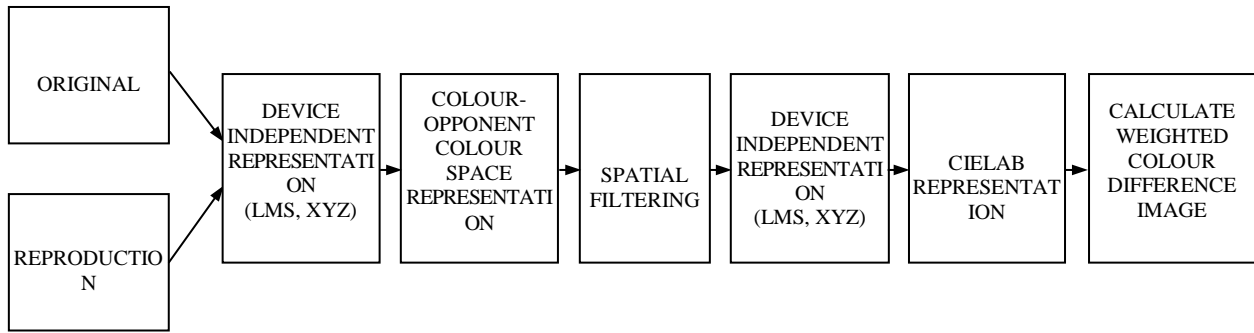 ORIGINAL
REPRODUCTIO
N
DEVICE
INDEPENDENT
REPRESENTATI
ON
(LMS, XYZ)
COLOUR-
OPPONENT
COLOUR
SPACE
REPRESENTATI
ON
SPATIAL
FILTERING
DEVICE
INDEPENDENT
REPRESENTATI
ON
(LMS, XYZ)
CIELAB
REPRESENTAT
ION
CALCULATE
WEIGHTED
COLOUR
DIFFERENCE
IMAGE